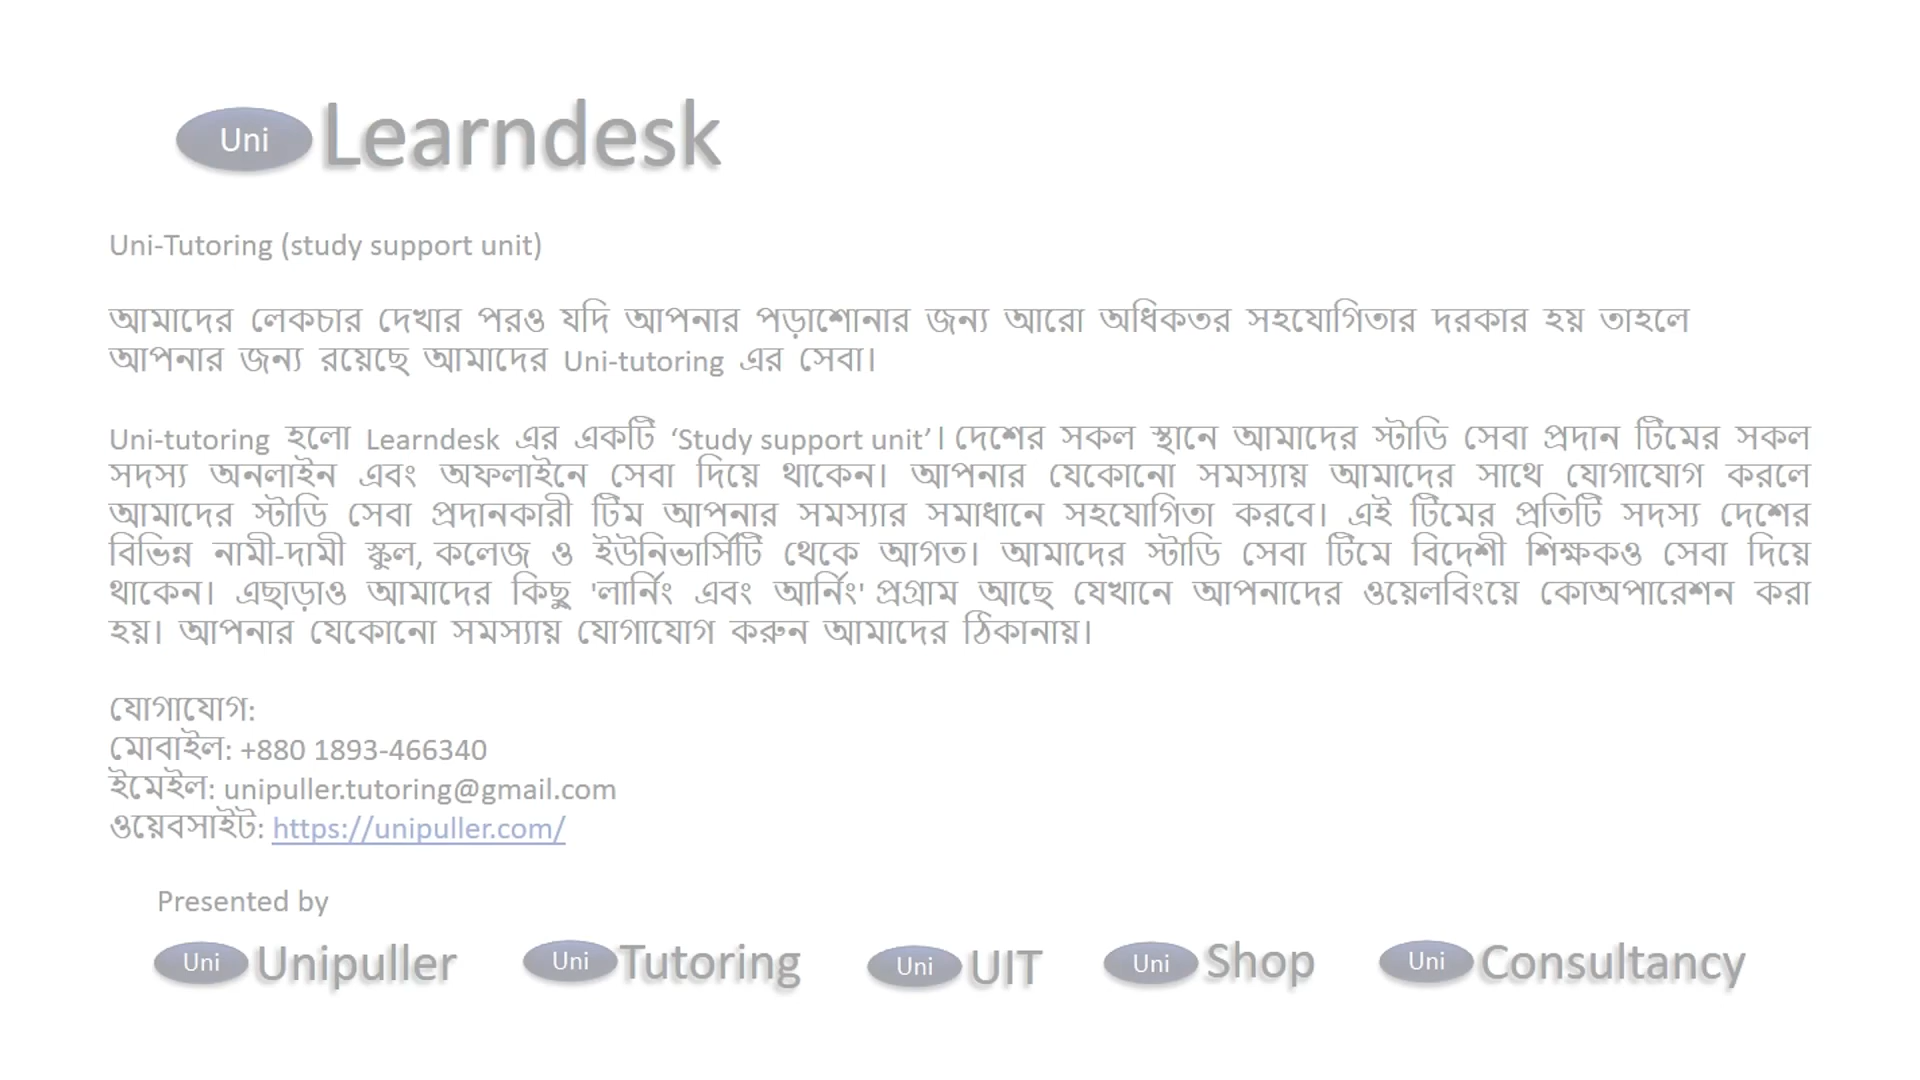 Uni Learndesk
Uni-Tutoring (study support unit)
আমাদের লেকচার দেখার পরও যদি আপনার পড়াশোনার জন্য আরো অধিকতর সহযোগিতার দরকার হয় তাহলে
আপনার জন্য রয়েছে আমাদের Uni-tutoring এর সেবা।
Uni-tutoring হলো Learndesk এর একটি ‘Study support unit’। দেশের সকল স্থানে আমাদের স্টাডি সেবা প্রদান টিমের সকল
সদস্য অনলাইন এবং অফলাইনে সেবা দিয়ে থাকেন। আপনার যেকোনো সমস্যায় আমাদের সাথে যোগাযোগ করলে
আমাদের স্টাডি সেবা প্রদানকারী টিম আপনার সমস্যার সমাধানে সহযোগিতা করবে। এই টিমের প্রতিটি সদস্য দেশের
বিভিন্ন নামী-দামী স্কুল, কলেজ ও ইউনিভার্সিটি থেকে আগত। আমাদের স্টাডি সেবা টিমে বিদেশী শিক্ষকও সেবা দিয়ে
থাকেন। এছাড়াও আমাদের কিছু 'লার্নিং এবং আর্নিং' প্রগ্রাম আছে যেখানে আপনাদের ওয়েলবিংয়ে কোঅপারেশন করা
হয়। আপনার যেকোনো সমস্যায় যোগাযোগ করুন আমাদের ঠিকানায়।
যোগাযোগ:
মোবাইল: +880 1893-466340
ইমেইল: unipuller.tutoring@gmail.com
ওয়েবসাইট: https://unipuller.com/
Presented by
Uni Unipuller Uni Tutoring Uni UIT Uni Shop Uni Consultancy